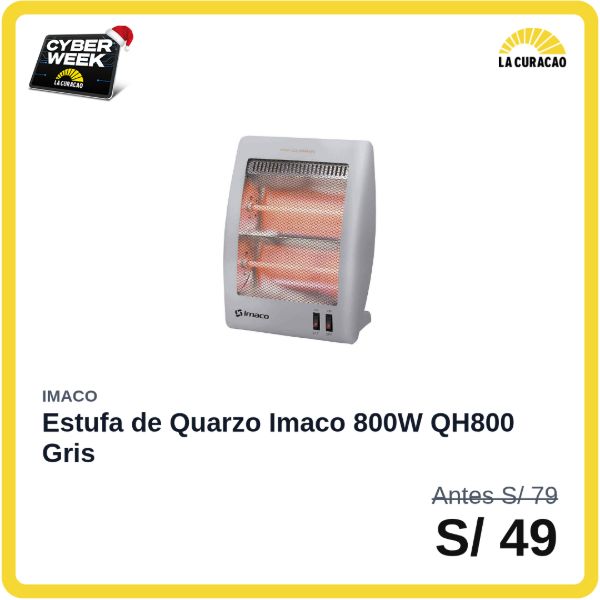 CYBER
WEEK
LA CURACAO
LA CURACAO
imaco
IMACO
Estufa de Quarzo Imaco 800W QH800
Gris
Antes S/ 79
S/ 49